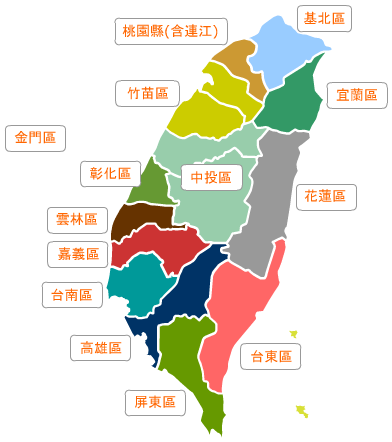 基北區
桃園縣(含連江)
竹苗區
宜蘭區
金門區
彰化區
中投區
花蓮區
雲林區
嘉義區
台南區
高雄區
台東區
屏東區